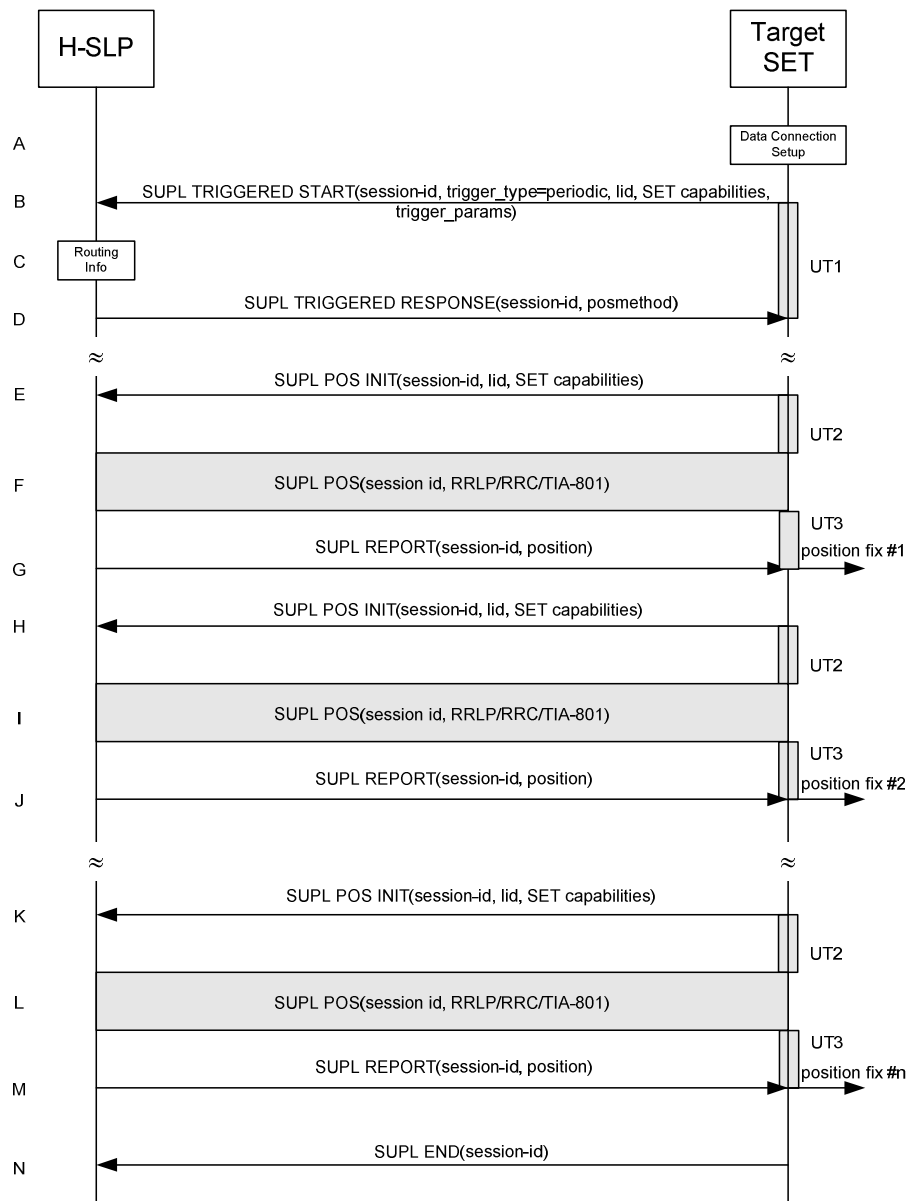 H-SLP
Target
SET
A
Data Connection
Setup
B
SUPL TRIGGERED START(session-id, trigger_type=periodic, lid, SET capabilities,
trigger_params)
C
Routing
Info
UT1
D
SUPL TRIGGERED RESPONSE(session-id, posmethod)
≈
≈
E
SUPL POS INIT(session-id, lid, SET capabilities)
UT2
F
SUPL POS(session id, RRLP/RRC/TIA-801)
UT3
G
SUPL REPORT(session-id, position)
position fix #1
H
SUPL POS INIT(session-id, lid, SET capabilities)
UT2
I
SUPL POS(session id, RRLP/RRC/TIA-801)
UT3
J
SUPL REPORT(session-id, position)
position fix #2
≈
≈
K
SUPL POS INIT(session-id, lid, SET capabilities)
UT2
L
SUPL POS(session id, RRLP/RRC/TIA-801)
UT3
M
SUPL REPORT(session-id, position)
position fix #n
N
SUPL END(session-id)